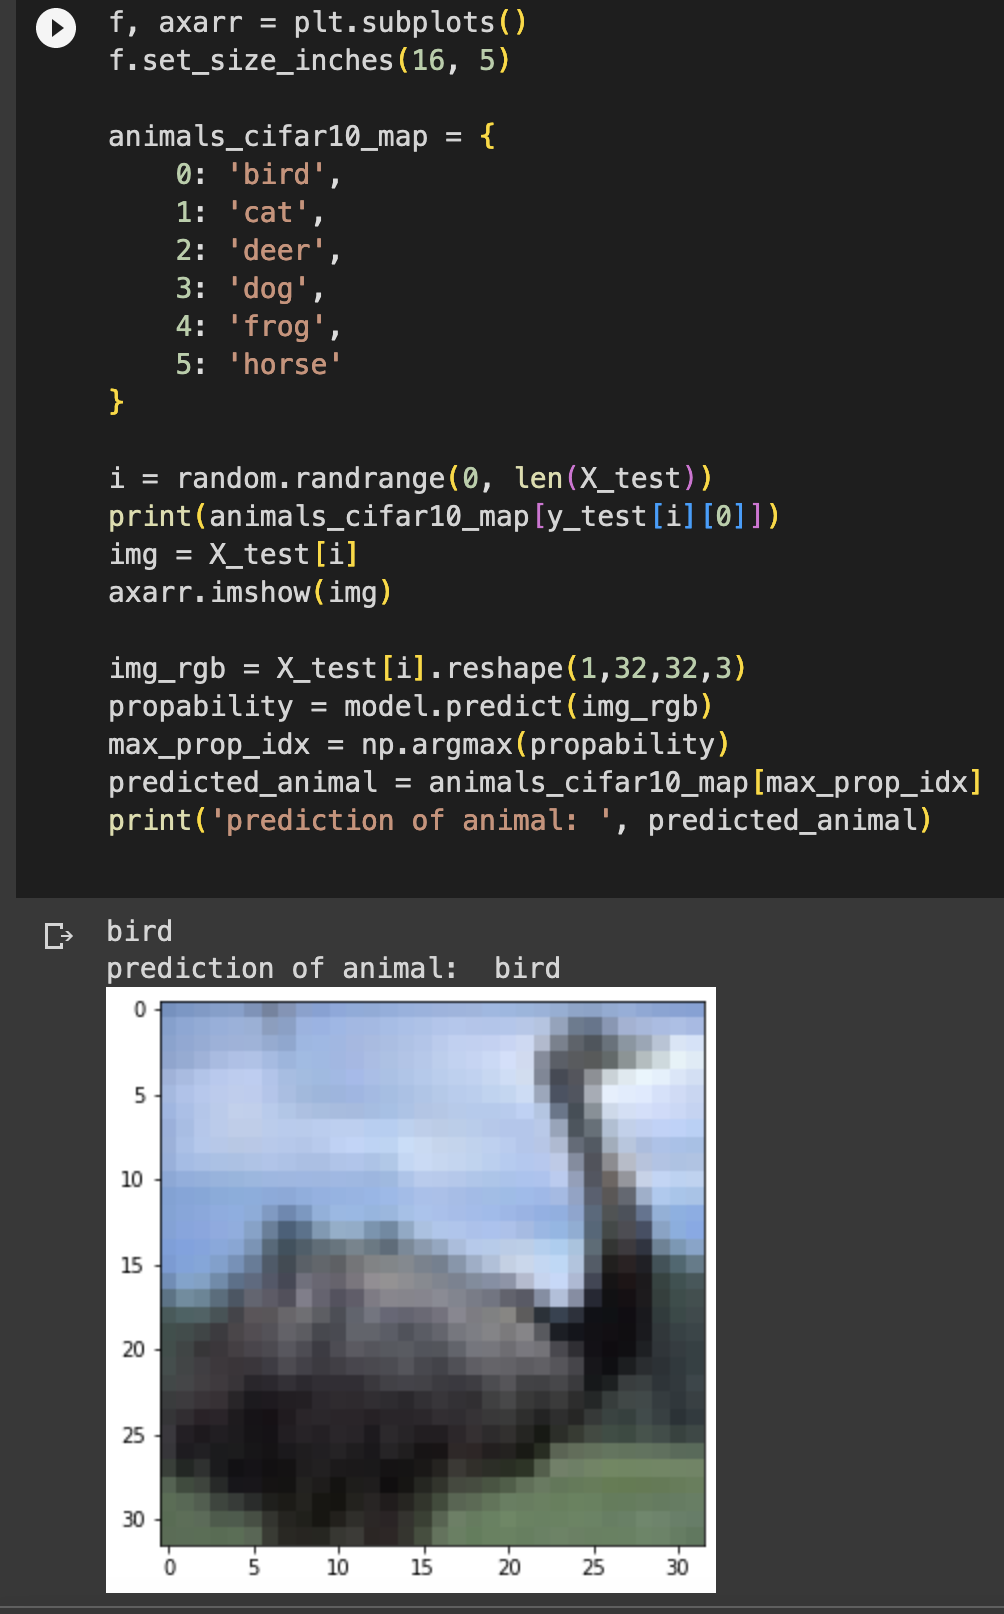 f, axarr = plt.subplots()
f.set_size_inches(16, 5)
animals_cifar10_map = {
    0: 'bird',
    1: 'cat',
    2: 'deer',
    3: 'dog',
    4: 'frog',
    5: 'horse'
}
i = random.randrange(0, len(X_test))
print(animals_cifar10_map[y_test[i][0]])
img = X_test[i]
axarr.imshow(img)
img_rgb = X_test[i].reshape(1,32,32,3)
propability = model.predict(img_rgb)
max_prop_idx = np.argmax(propability)
predicted_animal = animals_cifar10_map[max_prop_idx]
print('prediction of animal: ', predicted_animal)
bird
prediction of animal:  bird
0
5
10
15
20
25
30
0 5 10 15 20 25 30